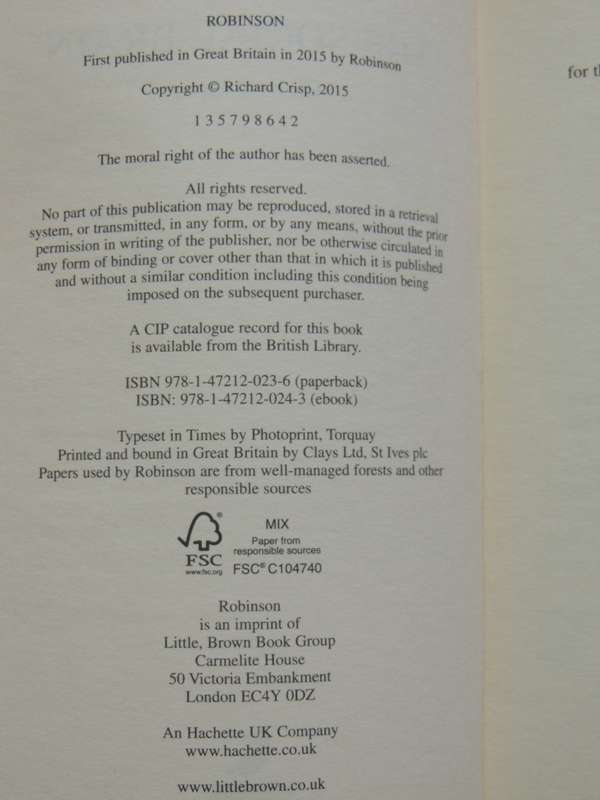 ROBINSON
First published in Great Britain in 2015 by Robinson
Copyright © Richard Crisp, 2015
1 3 5 7 9 8 6 4 2
The moral right of the author has been asserted.
All rights reserved.
No part of this publication may be reproduced, stored in a retrieval
system, or transmitted, in any form, or by any means, without the prior
permission in writing of the publisher, nor be otherwise circulated in
any form of binding or cover other than that in which it is published
and without a similar condition including this condition being
imposed on the subsequent purchaser.
A CIP catalogue record for this book
is available from the British Library.
ISBN 978-1-47212-023-6 (paperback)
ISBN: 978-1-47212-024-3 (ebook)
Typeset in Times by Photoprint, Torquay
Printed and bound in Great Britain by Clays Ltd, St Ives plc
Papers used by Robinson are from well-managed forests and other
responsible sources
FSC
www.fsc.org
MIX
Paper from
responsible sources
FSC® C104740
Robinson
is an imprint of
Little, Brown Book Group
Carmelite House
50 Victoria Embankment
London EC4Y 0DZ
An Hachette UK Company
www.hachette.co.uk
www.littlebrown.co.uk
for